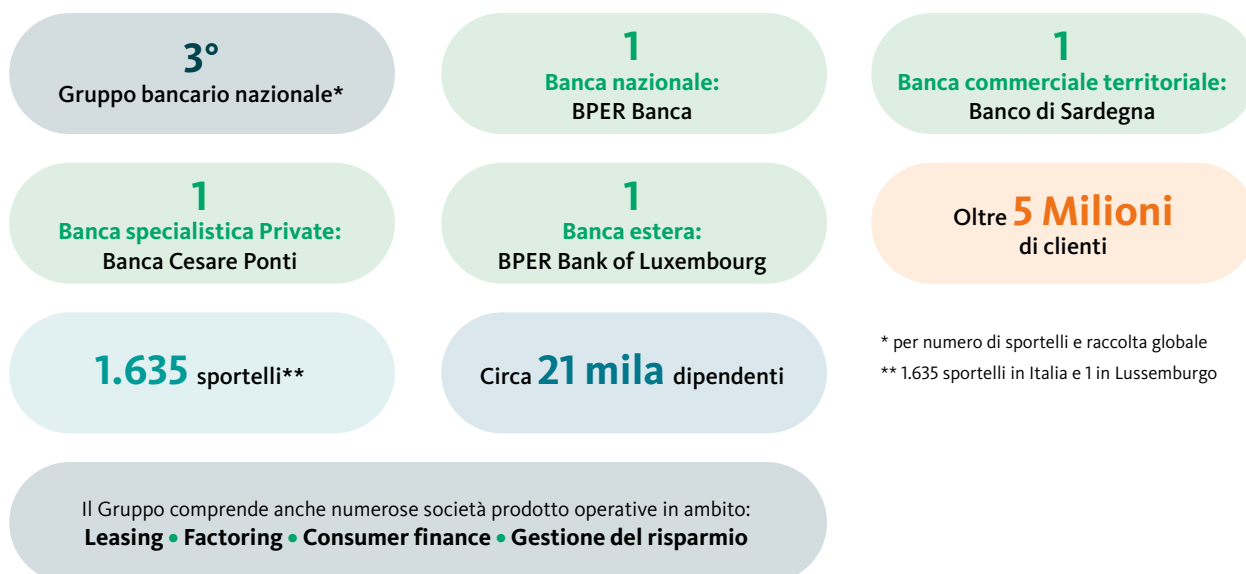 3°
Gruppo bancario nazionale*
1
Banca nazionale:
BPER Banca
1
Banca commerciale territoriale:
Banco di Sardegna
1
Banca specialistica Private:
Banca Cesare Ponti
1
Banca estera:
BPER Bank of Luxembourg
Oltre 5 Milioni
di clienti
1.635 sportelli**
Circa 21 mila dipendenti
* per numero di sportelli e raccolta globale
** 1.635 sportelli in Italia e 1 in Lussemburgo
Il Gruppo comprende anche numerose società prodotto operative in ambito:
Leasing • Factoring • Consumer finance • Gestione del risparmio